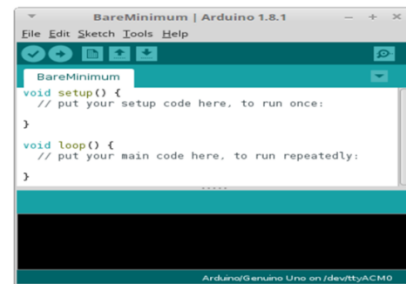 BareMinimum | Arduino 1.8.1
File Edit Sketch Tools Help
BareMinimum
void setup() {
  // put your setup code here, to run once:
}
void loop() {
  // put your main code here, to run repeatedly:
}
Arduino/Genuino Uno on /dev/ttyACM0